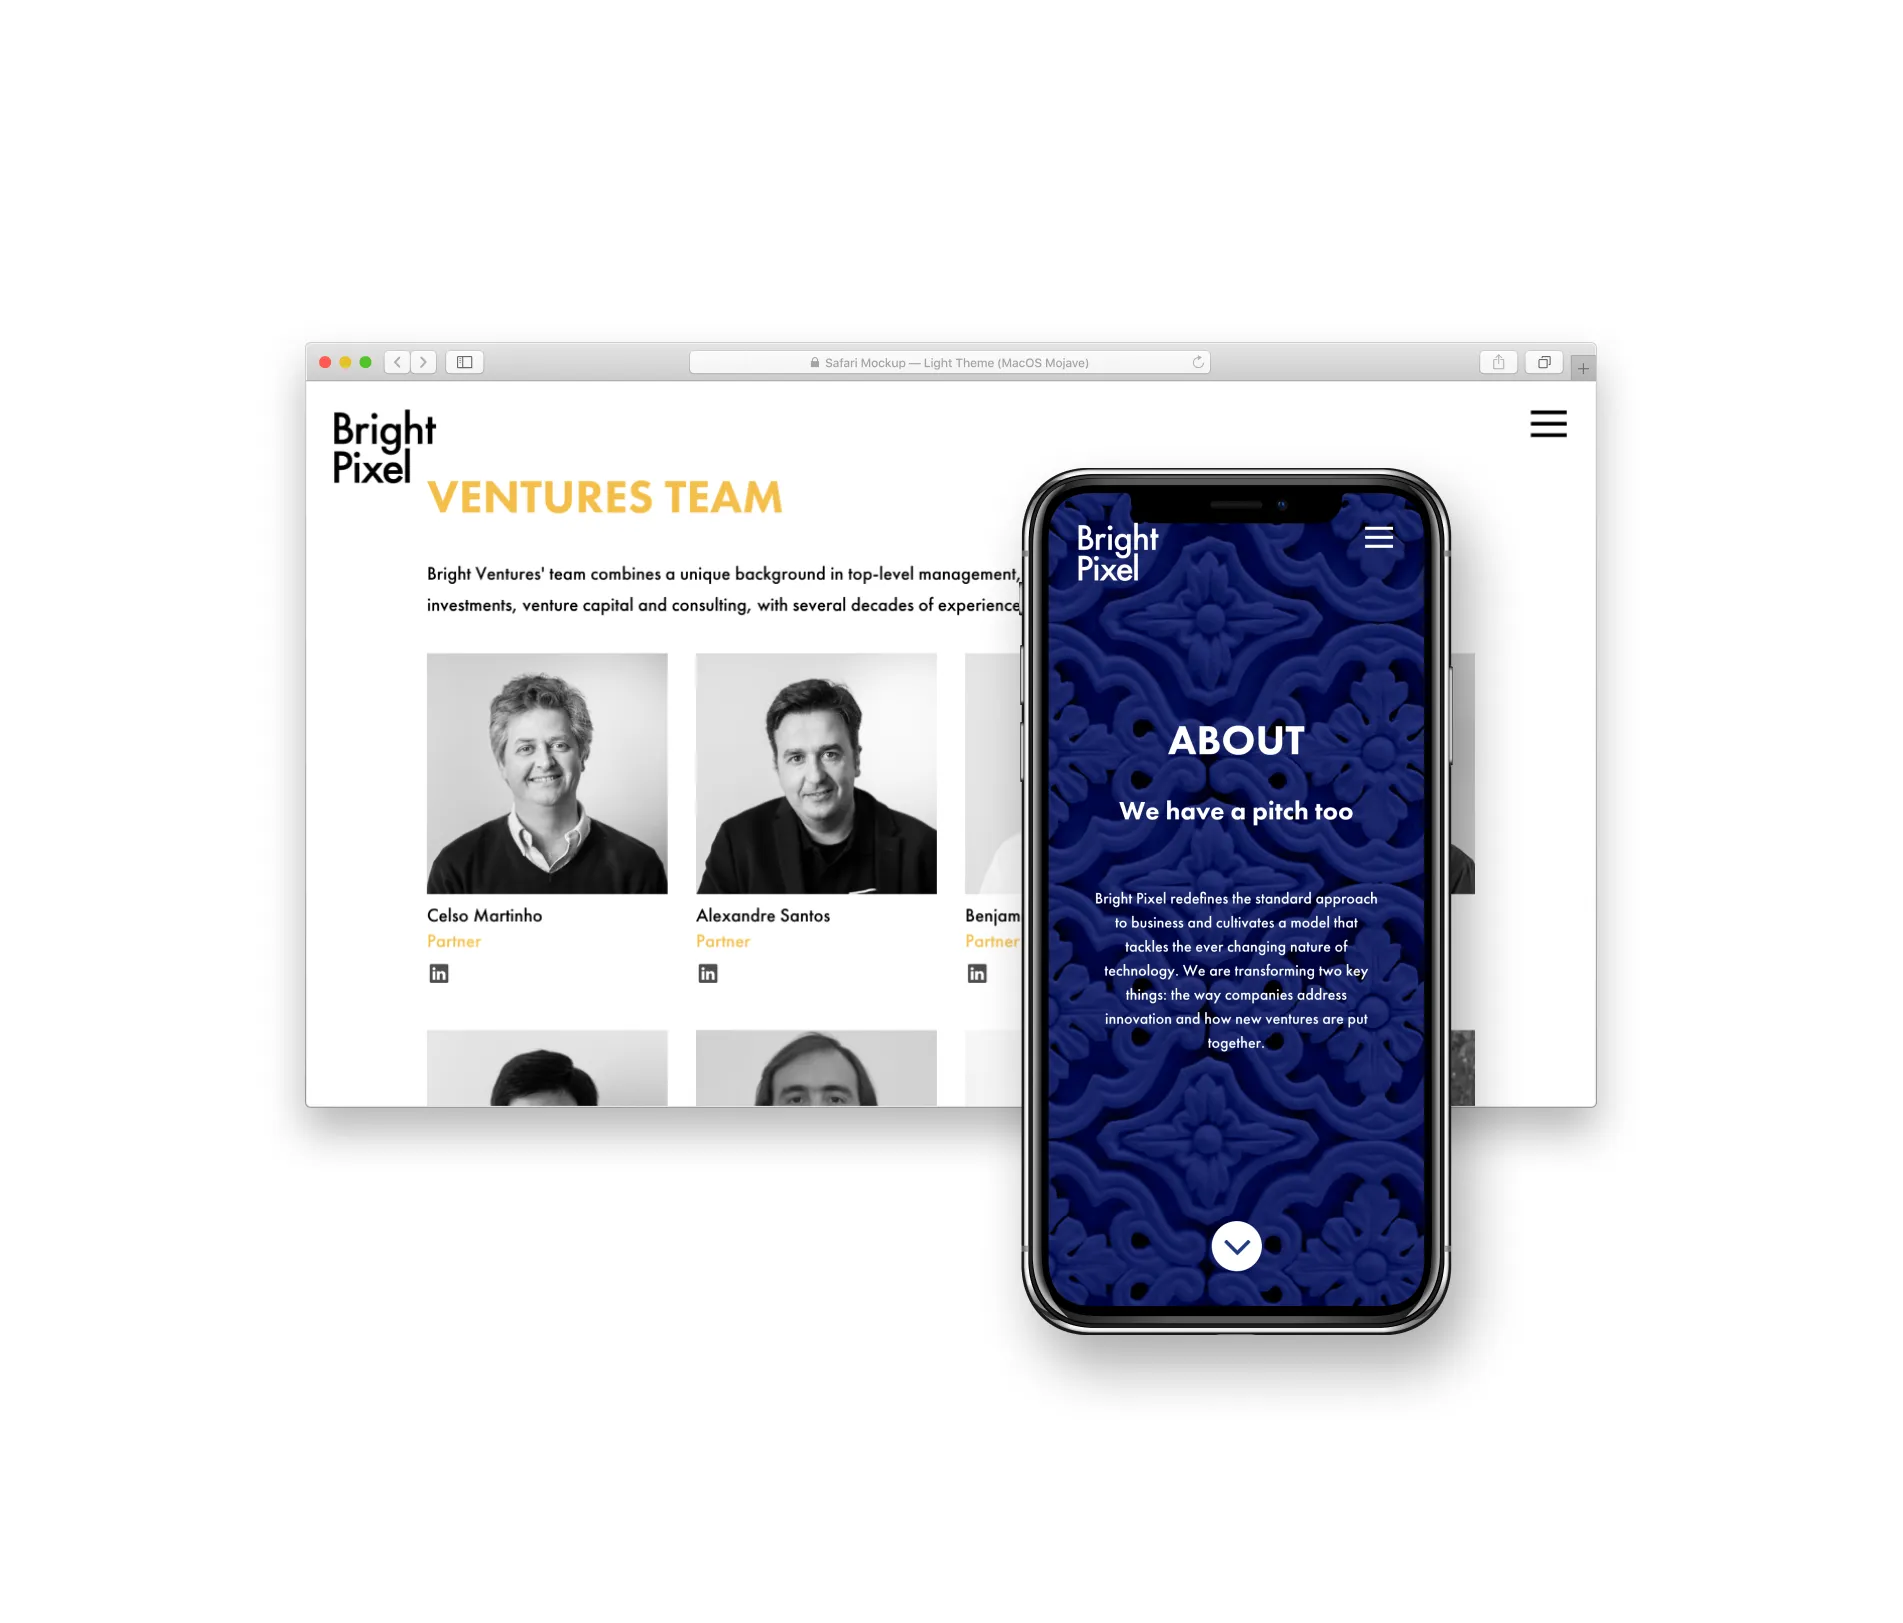 Safari Mockup — Light Theme (MacOS Mojave)
Bright
Pixel
VENTURES TEAM
Bright Ventures' team combines a unique background in top-level management,
investments, venture capital and consulting, with several decades of experience
Celso Martinho
Partner
in
Alexandre Santos
Partner
in
Benjam
Partner
in
Bright
Pixel
ABOUT
We have a pitch too
Bright Pixel redefines the standard approach
to business and cultivates a model that
tackles the ever changing nature of
technology. We are transforming two key
things: the way companies address
innovation and how new ventures are put
together.